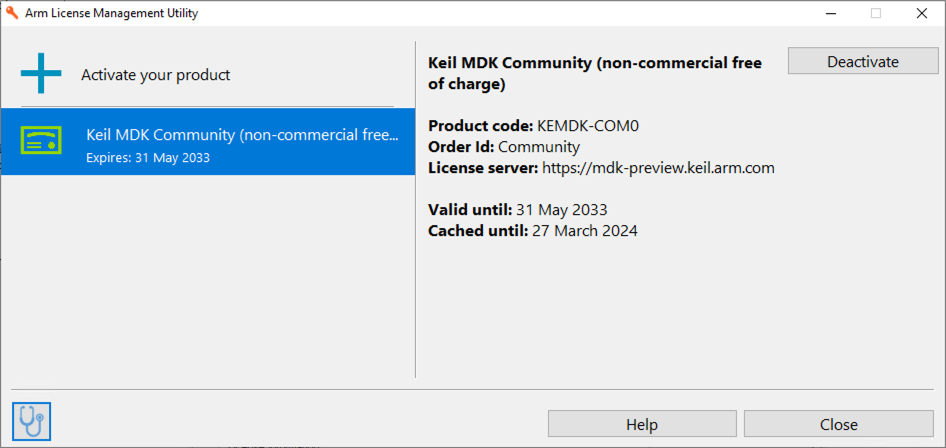 Arm License Management Utility
Activate your product
Keil MDK Community (non-commercial free...
Expires: 31 May 2033
Keil MDK Community (non-commercial free
of charge)
Deactivate
Product code: KEMDK-COM0
Order Id: Community
License server: https://mdk-preview.keil.arm.com
Valid until: 31 May 2033
Cached until: 27 March 2024
Help
Close